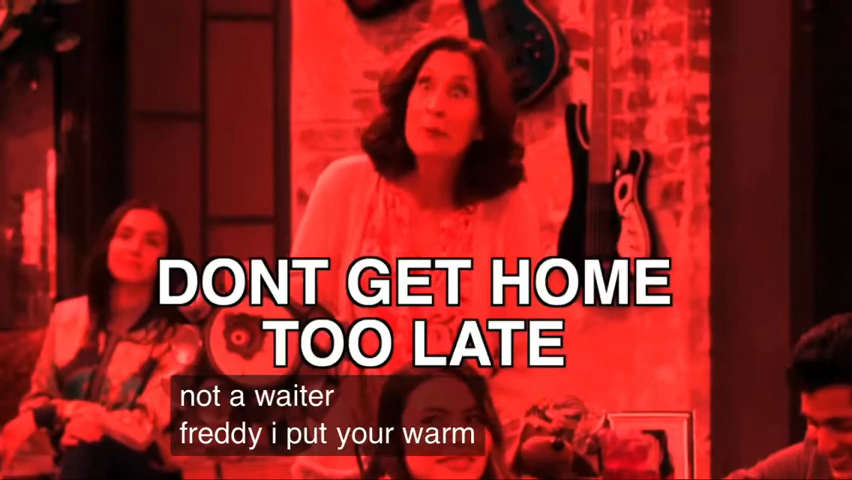 DONT GET HOME
TOO LATE
not a waiter
freddy i put your warm